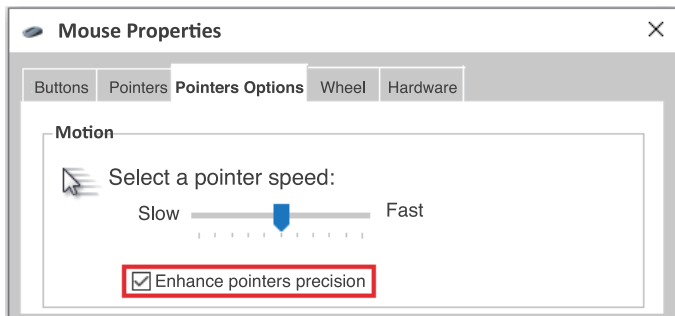 Mouse Properties
Buttons Pointers Pointers Options Wheel Hardware
Motion
Select a pointer speed:
Slow Fast
Enhance pointers precision